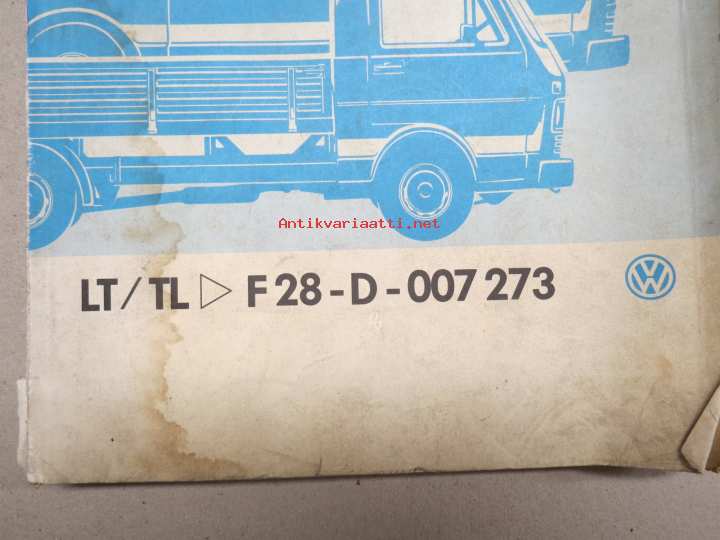 Antikvariaatti.net
LT/TL ▷ F 28 - D - 007 273
VW